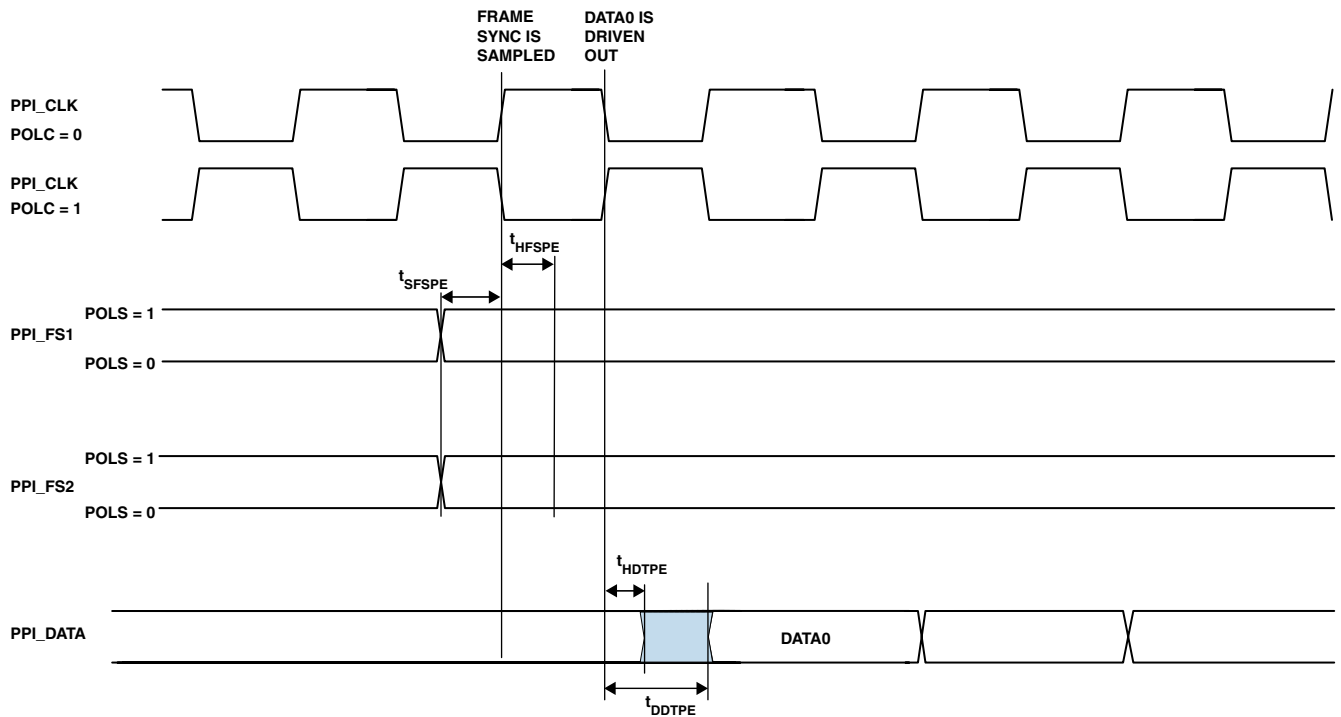 FRAME
SYNC IS
SAMPLED
DATA0 IS
DRIVEN
OUT
PPI_CLK
POLC = 0
PPI_CLK
POLC = 1
tHFSPE
tSFSPE
POLS = 1
PPI_FS1
POLS = 0
POLS = 1
PPI_FS2
POLS = 0
tHDTPE
PPI_DATA
DATA0
tDDTPE